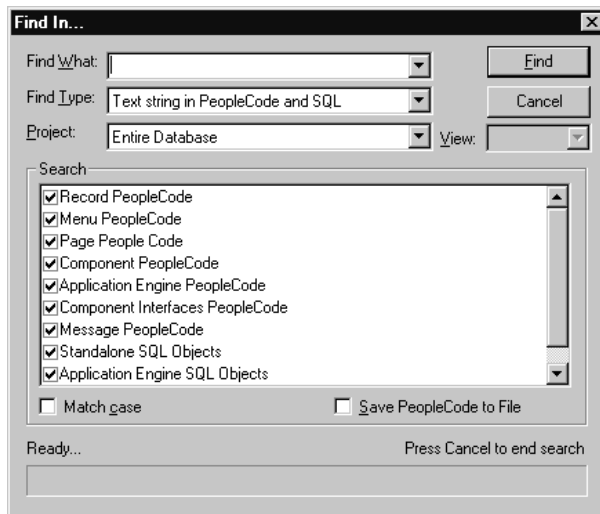 Find In...
Find What:
Find
Find Type: Text string in PeopleCode and SQL
Cancel
Project: Entire Database
View:
Search
Record PeopleCode
Menu PeopleCode
Page People Code
Component PeopleCode
Application Engine PeopleCode
Component Interfaces PeopleCode
Message PeopleCode
Standalone SQL Objects
Application Engine SQL Objects
Match case
Save PeopleCode to File
Ready...
Press Cancel to end search